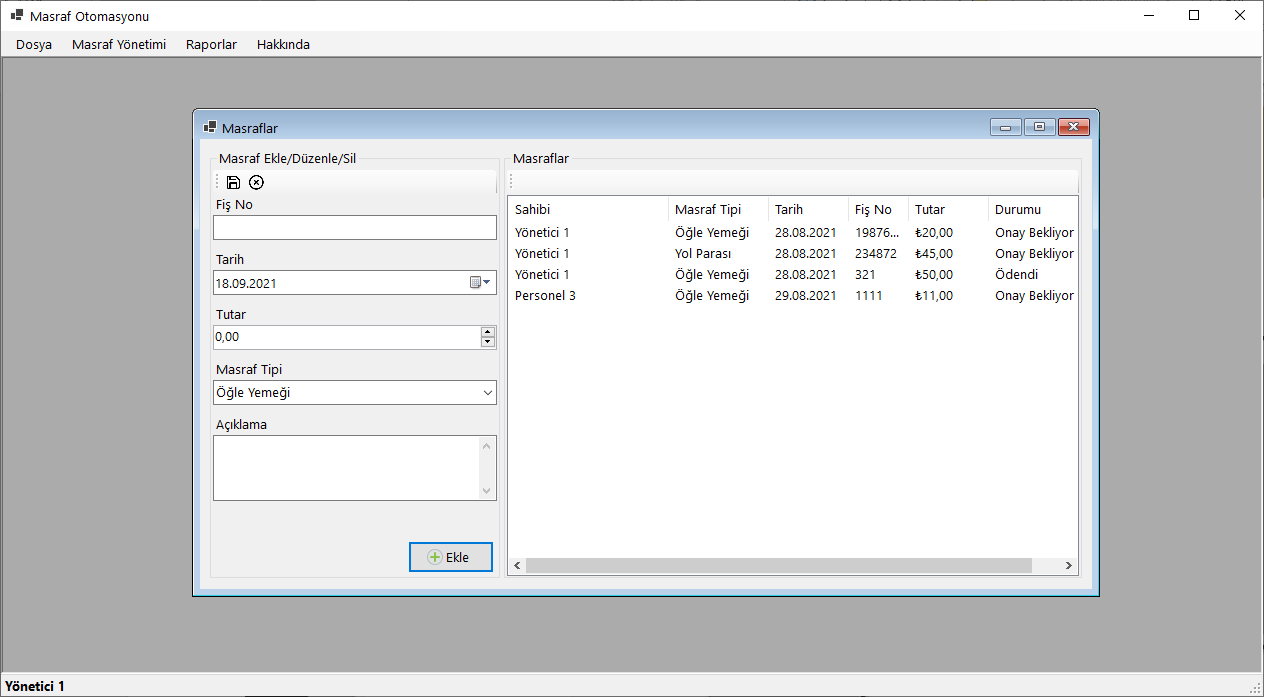 Masraf Otomasyonu
Dosya Masraf Yönetimi Raporlar Hakkında
Masraflar
Masraf Ekle/Düzenle/Sil
Fiş No
Tarih
18.09.2021
Tutar
0,00
Masraf Tipi
Öğle Yemeği
Açıklama
Ekle
Masraflar
Sahibi Masraf Tipi Tarih Fiş No Tutar Durumu
Yönetici 1 Öğle Yemeği 28.08.2021 19876... ₺20,00 Onay Bekliyor
Yönetici 1 Yol Parası 28.08.2021 234872 ₺45,00 Onay Bekliyor
Yönetici 1 Öğle Yemeği 28.08.2021 321 ₺50,00 Ödendi
Personel 3 Öğle Yemeği 29.08.2021 1111 ₺11,00 Onay Bekliyor
Yönetici 1